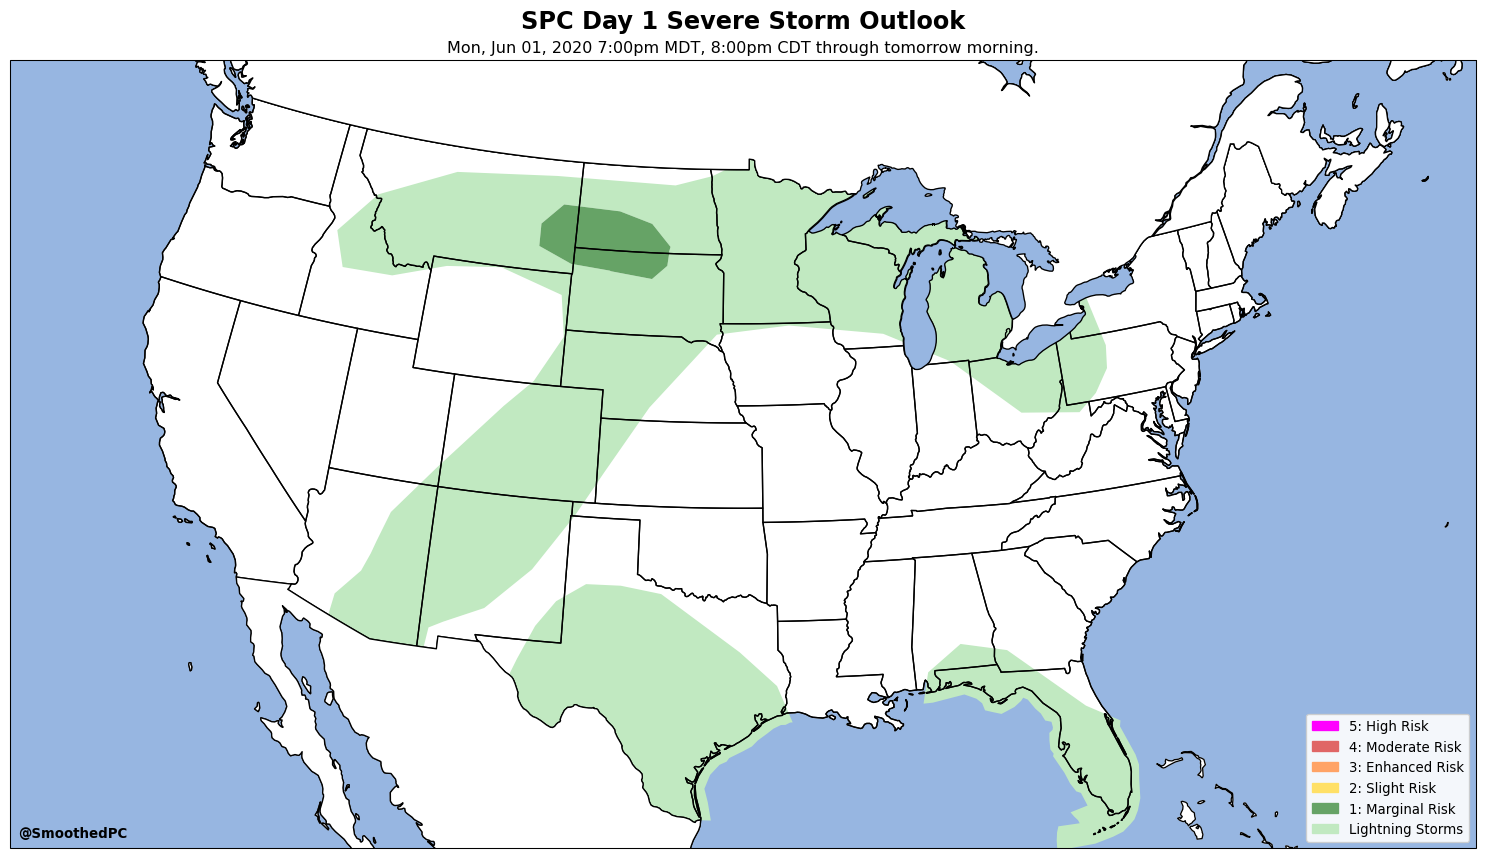 SPC Day 1 Severe Storm Outlook
Mon, Jun 01, 2020 7:00pm MDT, 8:00pm CDT through tomorrow morning.
5: High Risk
4: Moderate Risk
3: Enhanced Risk
2: Slight Risk
1: Marginal Risk
Lightning Storms
@SmoothedPC